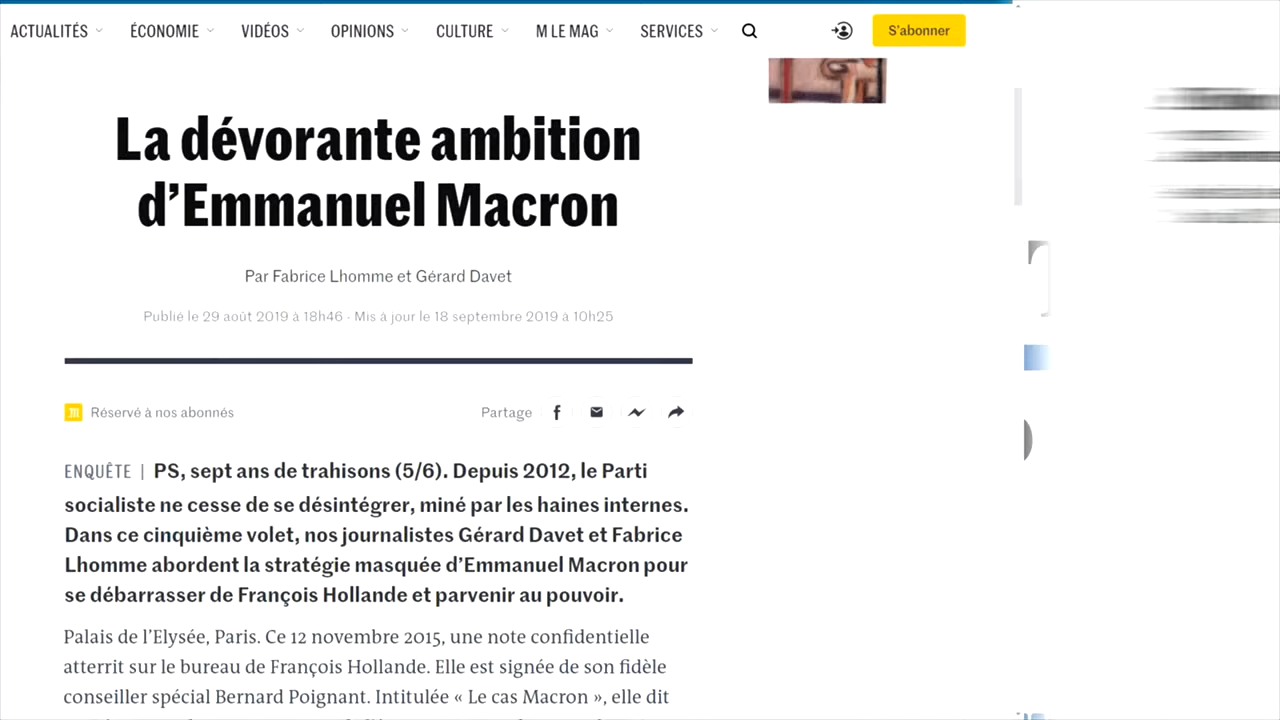 ACTUALITÉS ÉCONOMIE VIDÉOS OPINIONS CULTURE M LE MAG SERVICES S'abonner
La dévorante ambition
d'Emmanuel Macron
Par Fabrice Lhomme et Gérard Davet
Publié le 29 août 2019 à 18h46 - Mis à jour le 18 septembre 2019 à 10h25
Réservé à nos abonnés Partage
ENQUÊTE | PS, sept ans de trahisons (5/6). Depuis 2012, le Parti
socialiste ne cesse de se désintégrer, miné par les haines internes.
Dans ce cinquième volet, nos journalistes Gérard Davet et Fabrice
Lhomme abordent la stratégie masquée d'Emmanuel Macron pour
se débarrasser de François Hollande et parvenir au pouvoir.
Palais de l'Elysée, Paris. Ce 12 novembre 2015, une note confidentielle
atterrit sur le bureau de François Hollande. Elle est signée de son fidèle
conseiller spécial Bernard Poignant. Intitulée « Le cas Macron », elle dit